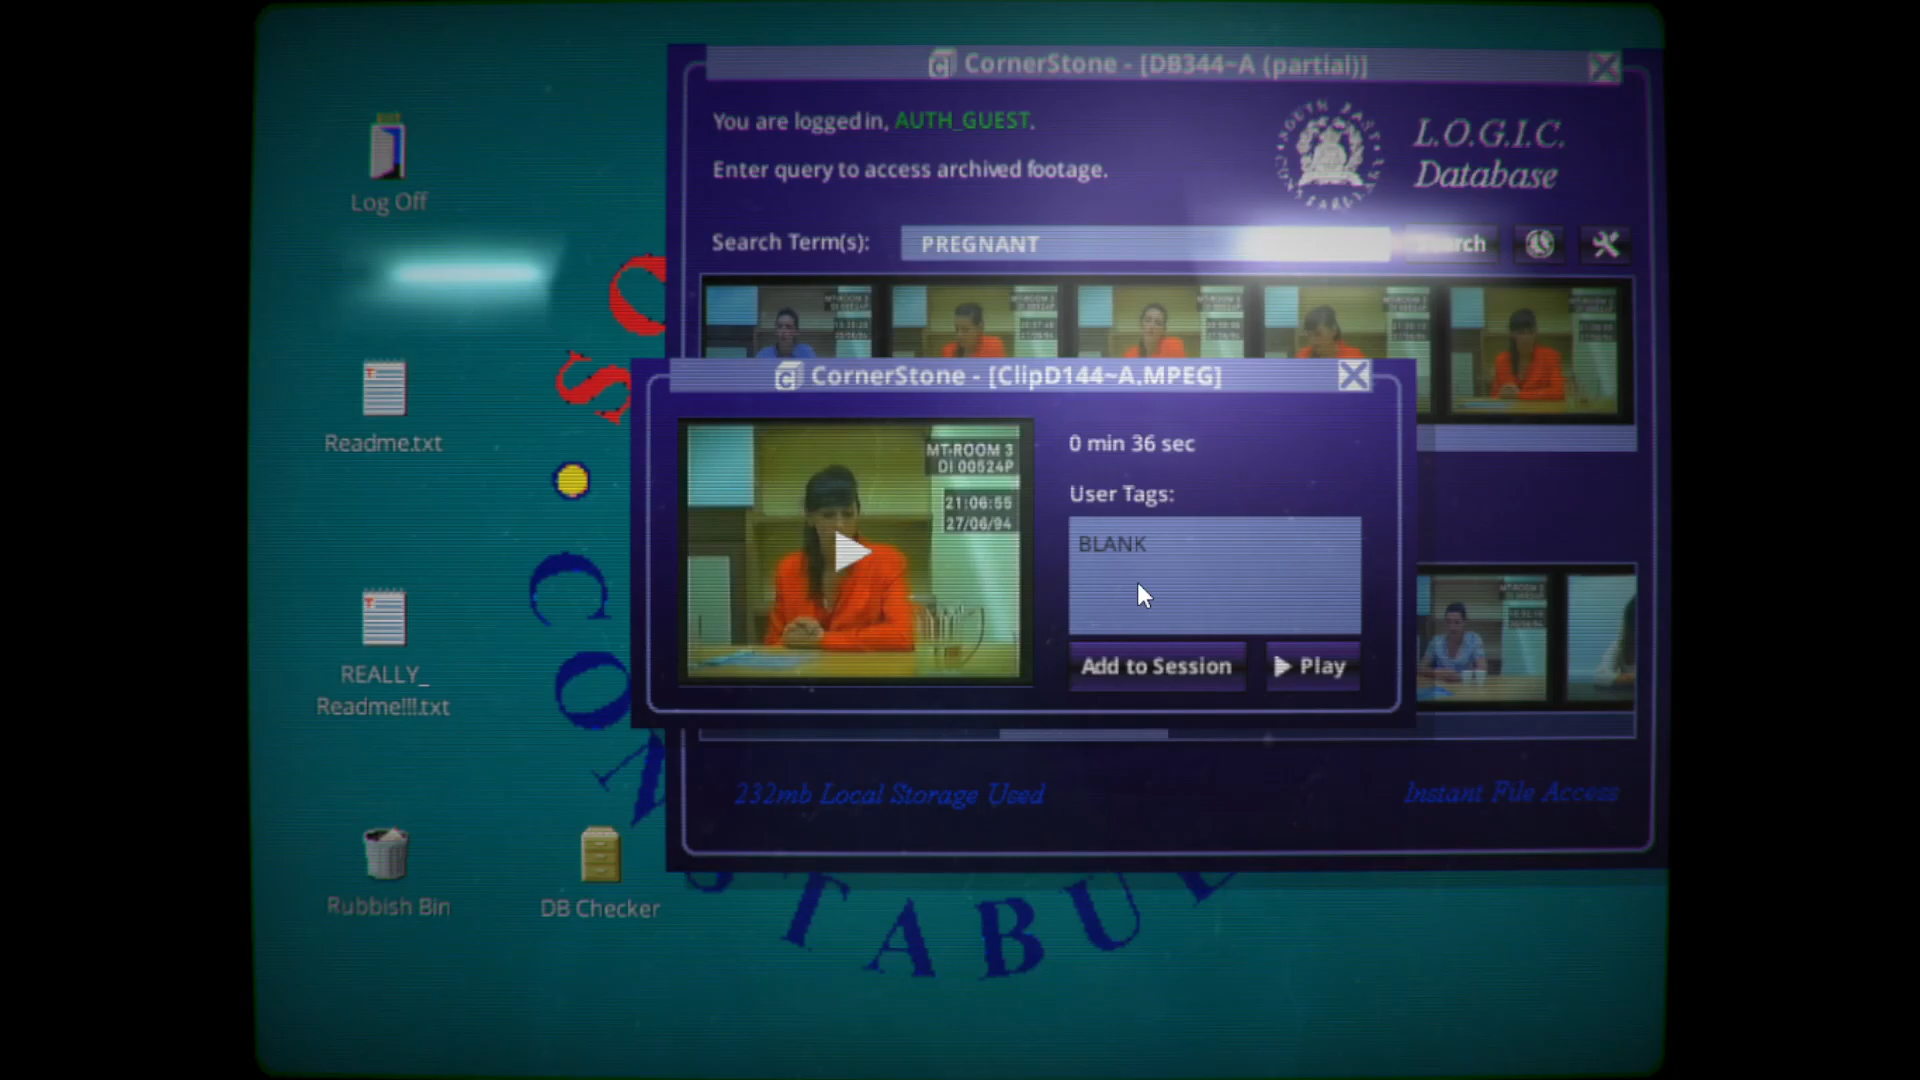 CornerStone - [DB344~A (partial)]
You are logged in, AUTH_GUEST.
Enter query to access archived footage.
L.O.G.I.C.
Database
Search Term(s):
PREGNANT
Log Off
Readme.txt
REALLY_
Readme!!!.txt
Rubbish Bin
DB Checker
CornerStone - [ClipD144~A.MPEG]
MT-ROOM 3
DI 00524P
21:06:55
27/06/94
0 min 36 sec
User Tags:
BLANK
Add to Session
Play
232mb Local Storage Used
Instant File Access